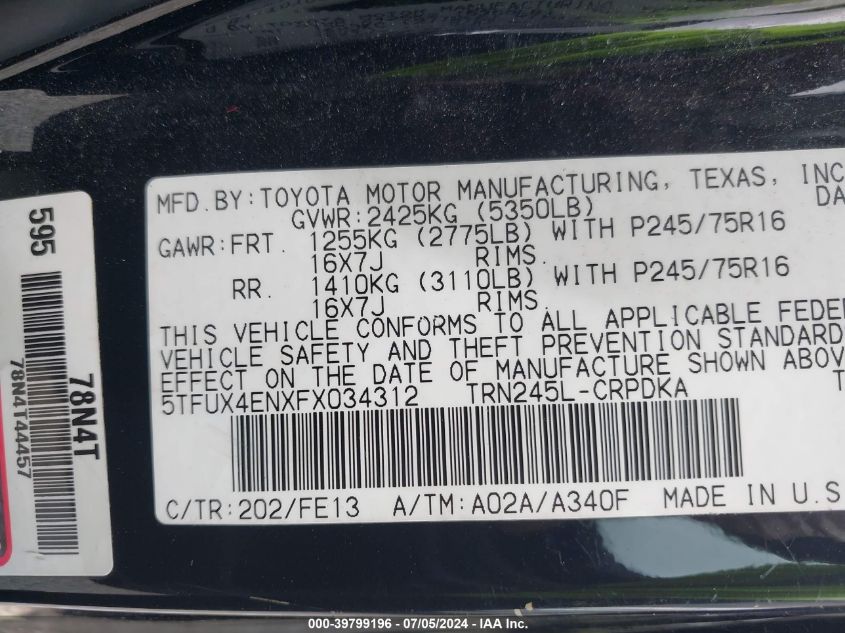 MFD.BY:TOYOTA MOTOR MANUFACTURING, TEXAS, INC
GVWR:2425KG (5350LB) DA
GAWR:FRT. 1255KG (2775LB) WITH P245/75R16
16X7J RIMS.
RR. 1410KG (3110LB) WITH P245/75R16
16X7J RIMS.
THIS VEHICLE CONFORMS TO ALL APPLICABLE FEDER
VEHICLE SAFETY AND THEFT PREVENTION STANDARD
EFFECT ON THE DATE OF MANUFACTURE SHOWN ABOV
5TFUX4ENXFX034312 TRN245L-CRPDKA T
C/TR:202/FE13 A/TM:A02A/A340F MADE IN U.S
595
78N4T
78N4T44457
000-39799196 - 07/05/2024 - IAA Inc.